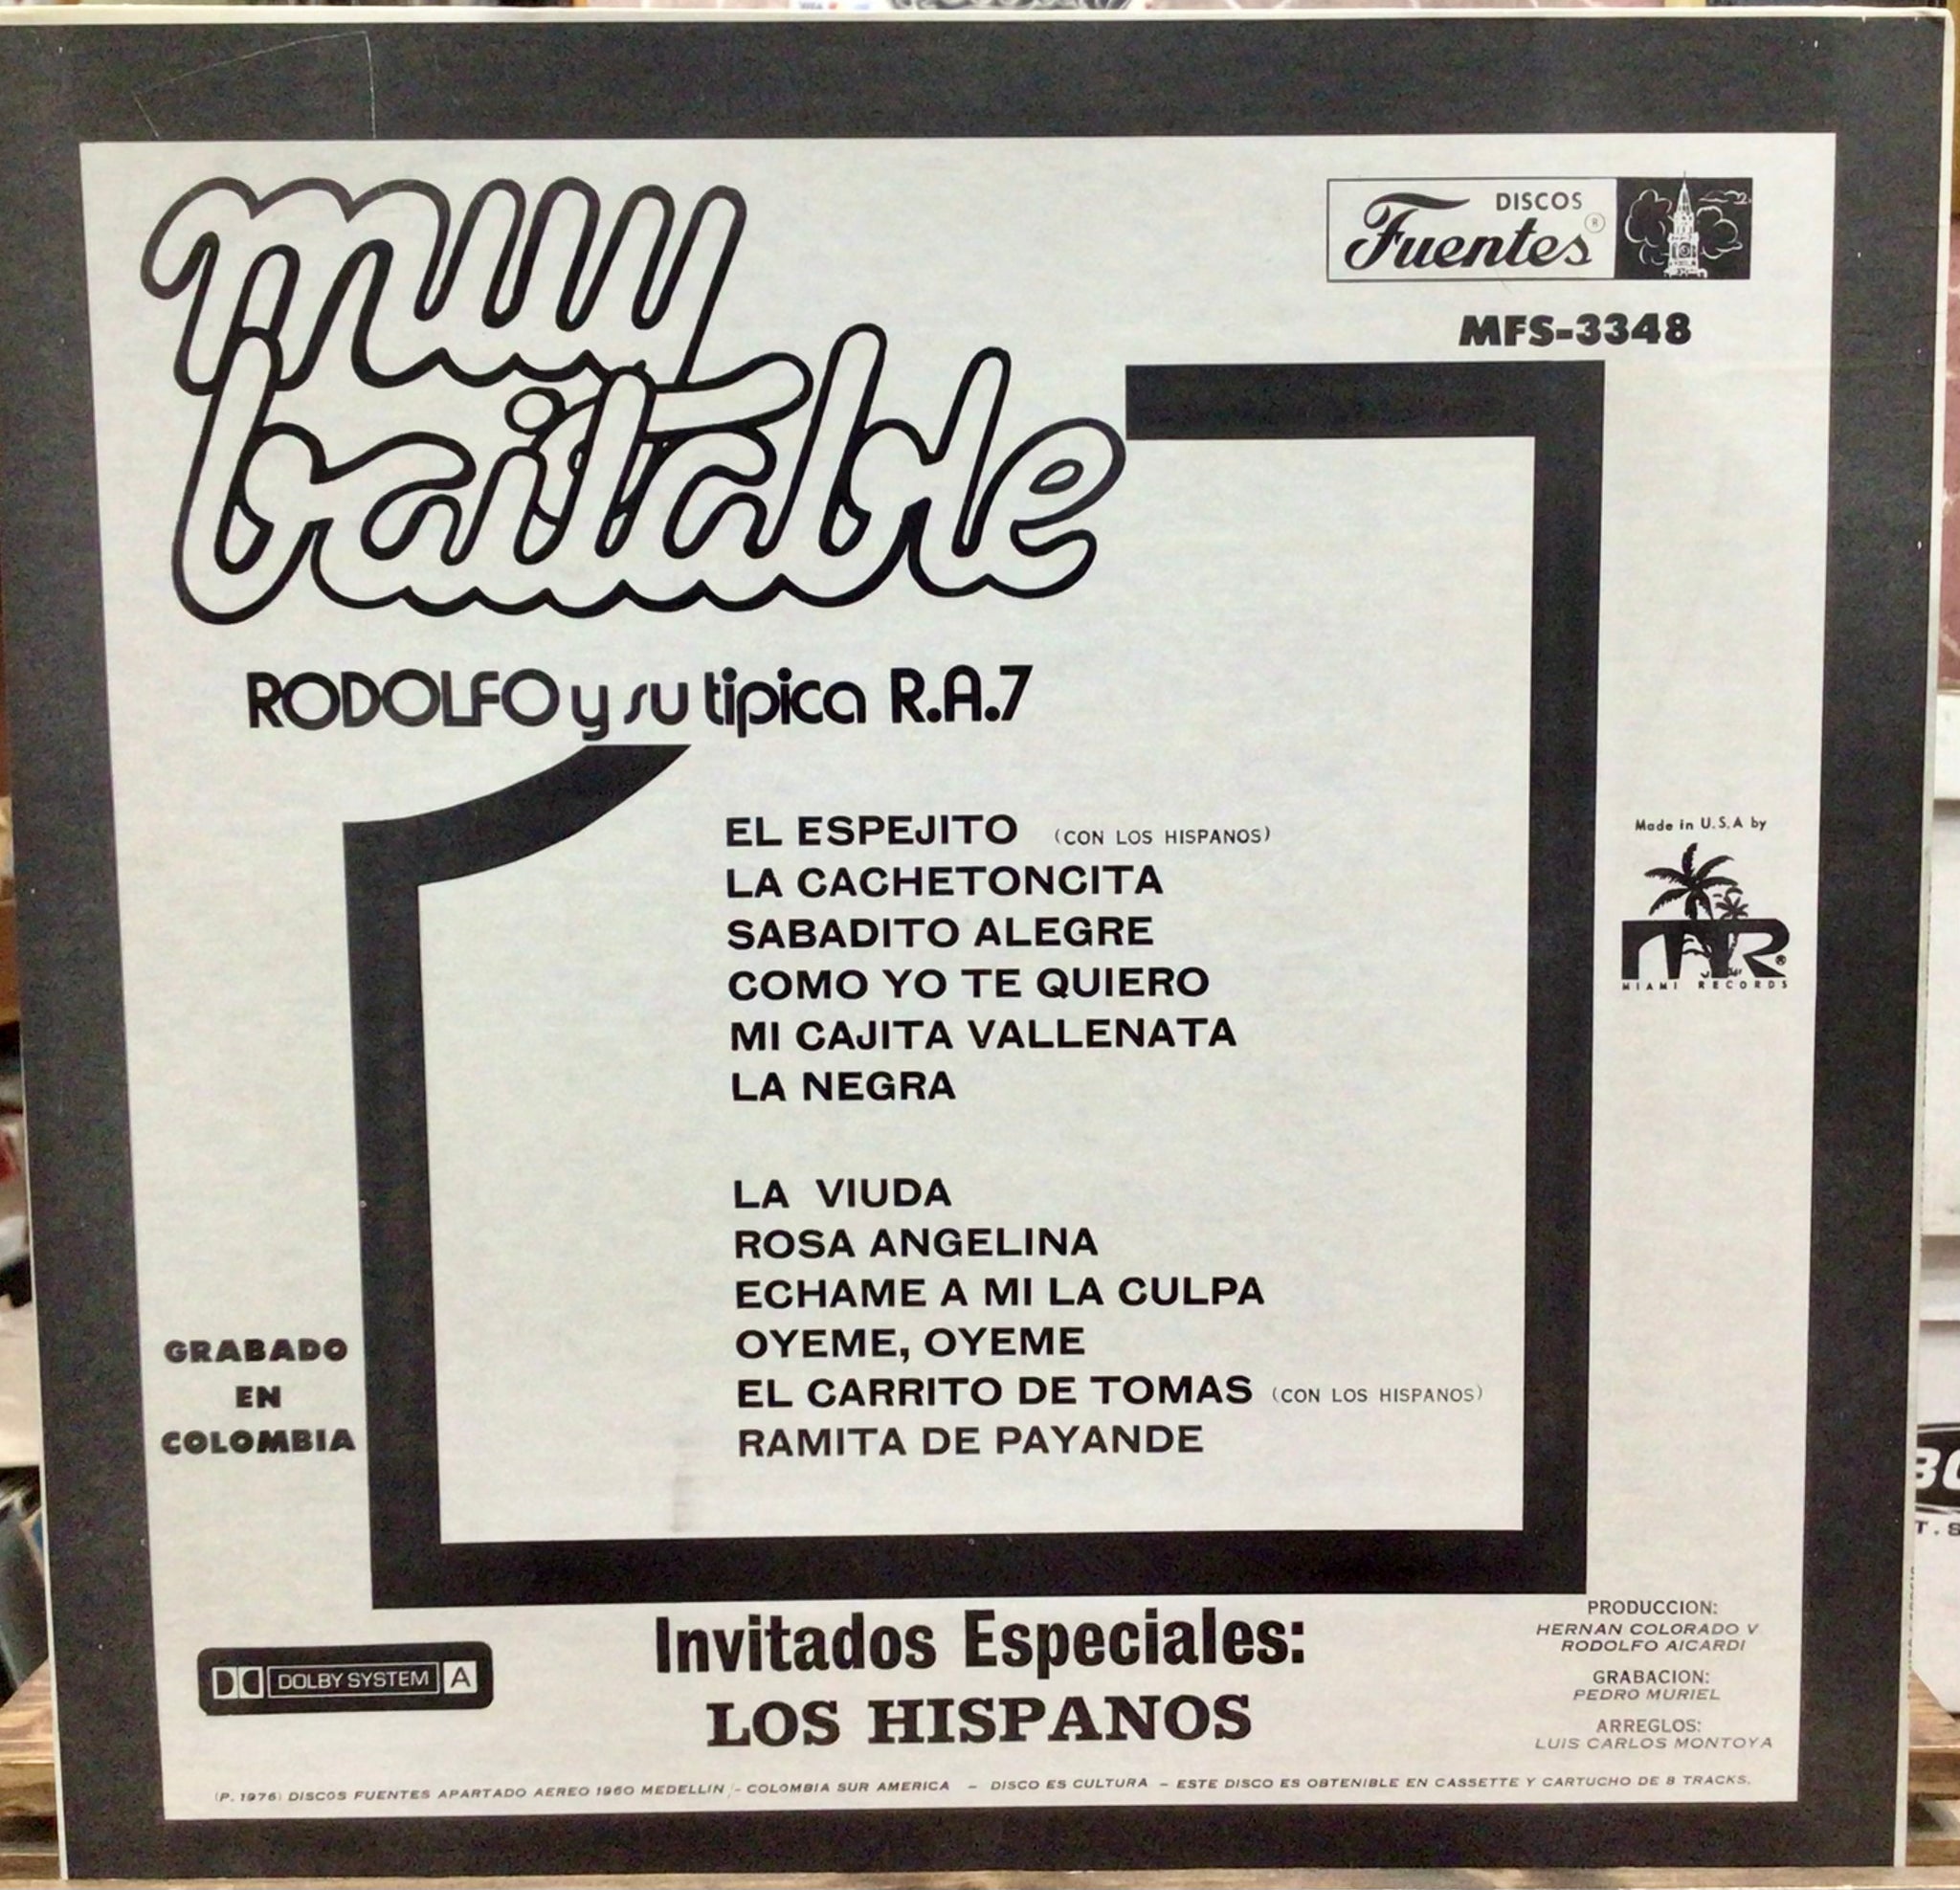 muy
bailable
DISCOS
Fuentes®
MFS-3348
RODOLFO y su tipica R.A.7
EL ESPEJITO (CON LOS HISPANOS)
LA CACHETONCITA
SABADITO ALEGRE
COMO YO TE QUIERO
MI CAJITA VALLENATA
LA NEGRA
LA VIUDA
ROSA ANGELINA
ECHAME A MI LA CULPA
OYEME, OYEME
EL CARRITO DE TOMAS (CON LOS HISPANOS)
RAMITA DE PAYANDE
Made in U.S.A by
MR®
MIAMI RECORDS
GRABADO
EN
COLOMBIA
DOLBY SYSTEM A
Invitados Especiales:
LOS HISPANOS
PRODUCCION:
HERNAN COLORADO V
RODOLFO AICARDI
GRABACION:
PEDRO MURIEL
ARREGLOS:
LUIS CARLOS MONTOYA
(P. 1976) DISCOS FUENTES APARTADO AEREO 1960 MEDELLIN - COLOMBIA SUR AMERICA - DISCO ES CULTURA - ESTE DISCO ES OBTENIBLE EN CASSETTE Y CARTUCHO DE 8 TRACKS.